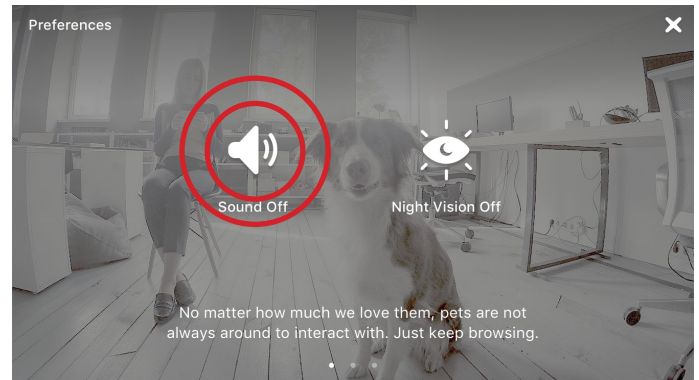 Preferences
Sound Off
Night Vision Off
No matter how much we love them, pets are not
always around to interact with. Just keep browsing.